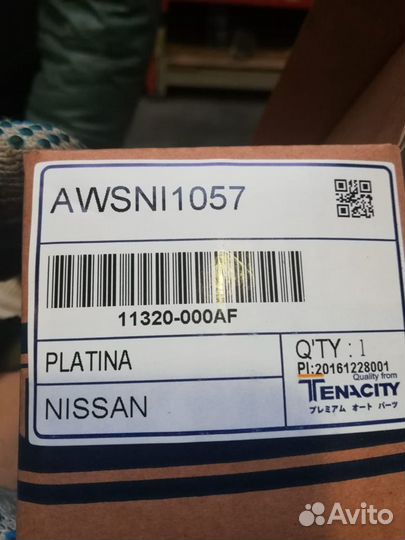 AWSNI1057
11320-000AF
PLATINA
NISSAN
Q'TY : 1
PI:20161228001
Quality from
TENACITY
プレミアム オート パーツ
Avito